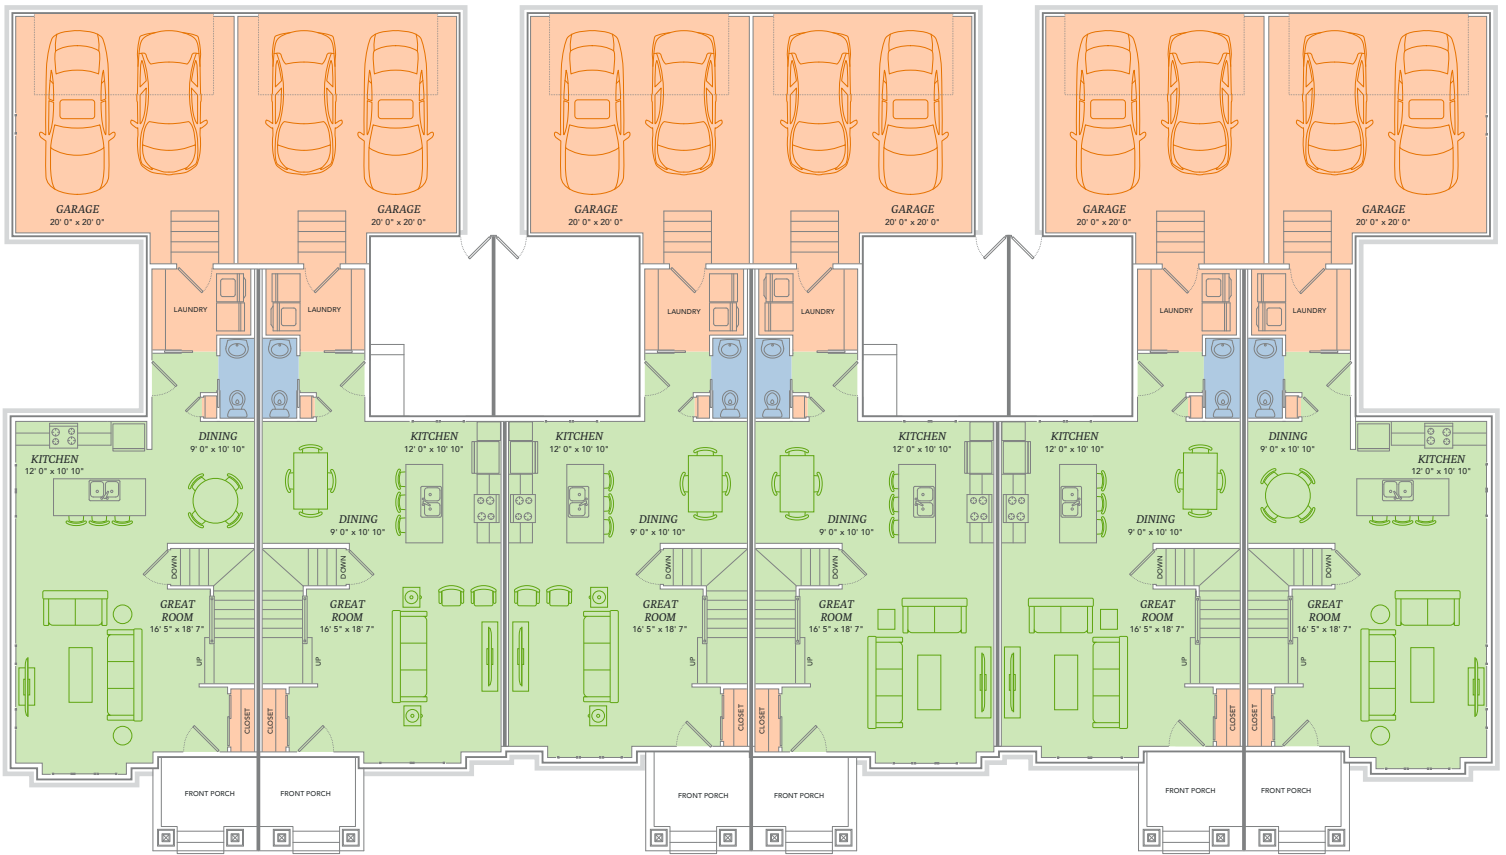 GARAGE
20' 0" x 20' 0"
GARAGE
20' 0" x 20' 0"
GARAGE
20' 0" x 20' 0"
GARAGE
20' 0" x 20' 0"
GARAGE
20' 0" x 20' 0"
GARAGE
20' 0" x 20' 0"
LAUNDRY
LAUNDRY
LAUNDRY
LAUNDRY
LAUNDRY
LAUNDRY
KITCHEN
12' 0" x 10' 10"
DINING
9' 0" x 10' 10"
KITCHEN
12' 0" x 10' 10"
DINING
9' 0" x 10' 10"
KITCHEN
12' 0" x 10' 10"
DINING
9' 0" x 10' 10"
KITCHEN
12' 0" x 10' 10"
DINING
9' 0" x 10' 10"
KITCHEN
12' 0" x 10' 10"
DINING
9' 0" x 10' 10"
DINING
9' 0" x 10' 10"
KITCHEN
12' 0" x 10' 10"
DOWN
DOWN
DOWN
DOWN
DOWN
DOWN
GREAT
ROOM
16' 5" x 18' 7"
GREAT
ROOM
16' 5" x 18' 7"
GREAT
ROOM
16' 5" x 18' 7"
GREAT
ROOM
16' 5" x 18' 7"
GREAT
ROOM
16' 5" x 18' 7"
GREAT
ROOM
16' 5" x 18' 7"
UP
UP
UP
UP
UP
UP
CLOSET
CLOSET
CLOSET
CLOSET
CLOSET
CLOSET
FRONT PORCH
FRONT PORCH
FRONT PORCH
FRONT PORCH
FRONT PORCH
FRONT PORCH